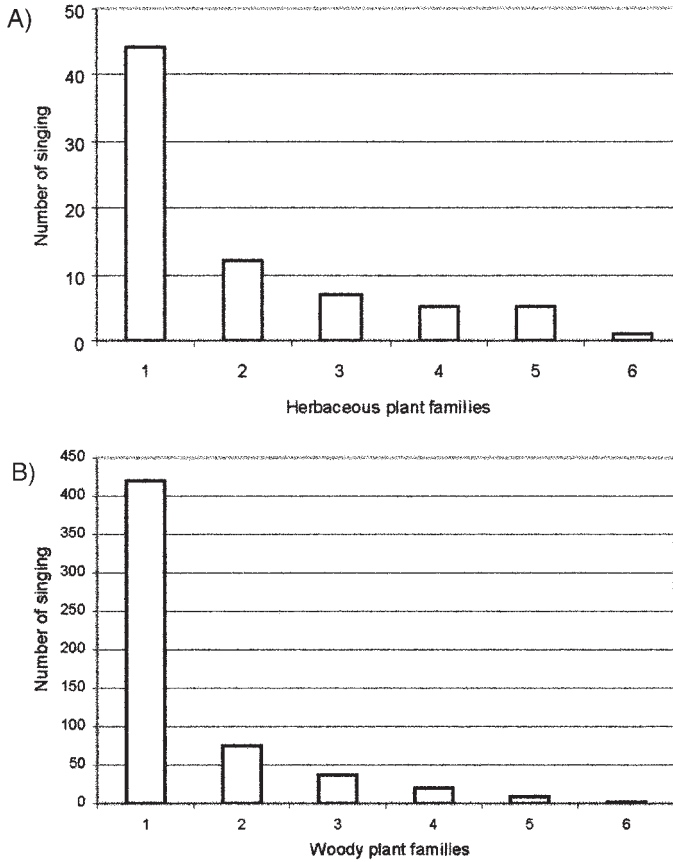 A)
Number of singing
50
40
30
20
10
0
1 2 3 4 5 6
Herbaceous plant families
B)
Number of singing
450
400
350
300
250
200
150
100
50
0
1 2 3 4 5 6
Woody plant families